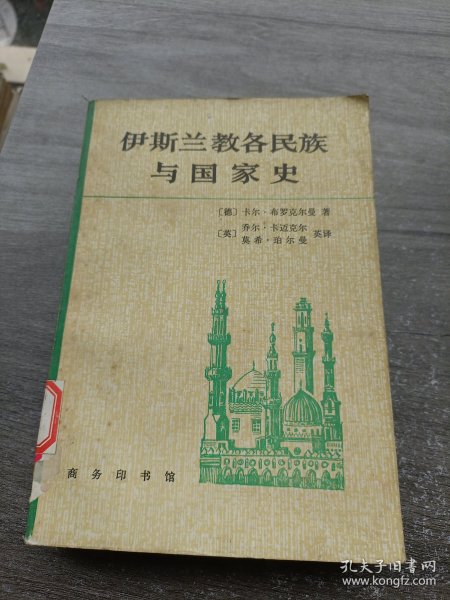 伊斯兰教各民族
与国家史
〔德〕卡尔·布罗克尔曼 著
〔英〕乔尔·卡迈克尔 英译
莫希·珀尔曼
商务印书馆
孔夫子旧书网
www.kongfz.com